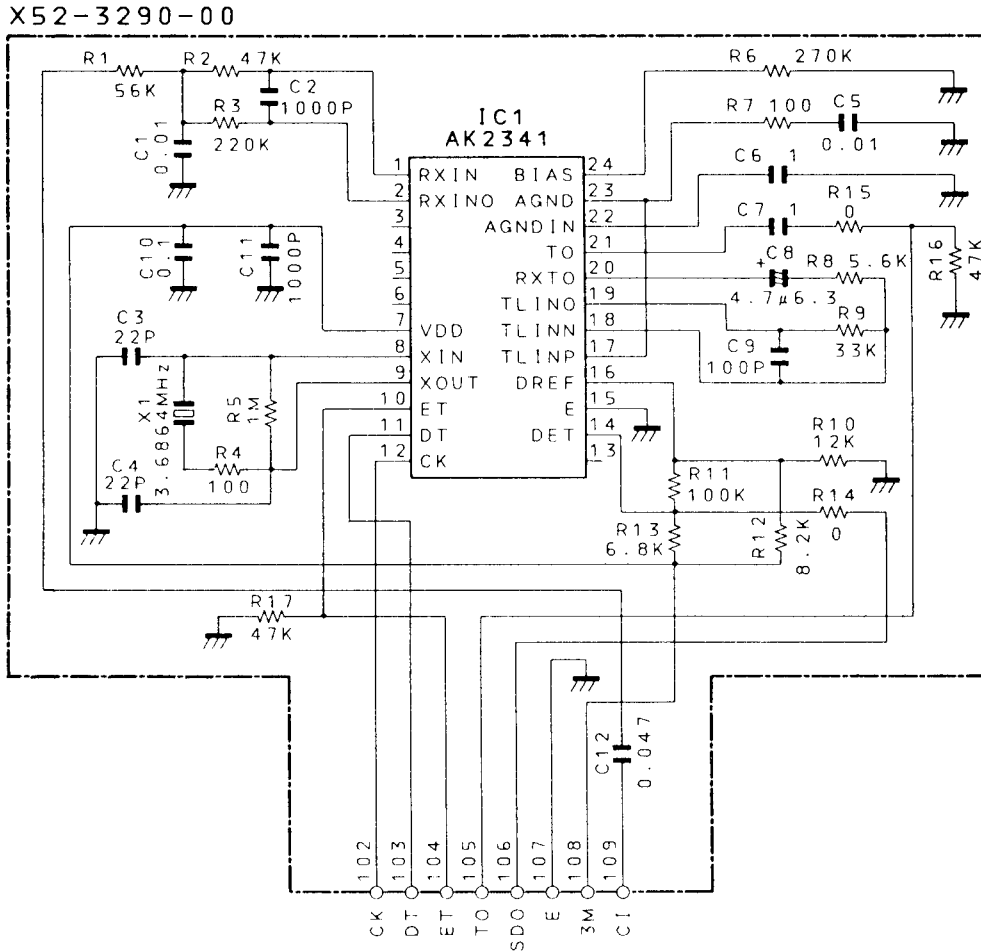 X52-3290-00
R1
56K
R2 47K
R3
220K
C2
1000P
C1
0.01
IC1
AK2341
R6 270K
R7 100
C5
0.01
C6 1
C7 1
R15
0
C8
+
4.7μ6.3
R8 5.6K
R16
47K
R9
33K
C9
100P
C10
0.1
C11
1000P
C3
22P
X1
3.6864MHz
R5
1M
R4
100
C4
22P
1 RXIN
2 RXINO
3
4
5
6
7 VDD
8 XIN
9 XOUT
10 ET
11 DT
12 CK
BIAS 24
AGND 23
AGNDIN 22
TO 21
RXTO 20
TLINO 19
TLINN 18
TLINP 17
DREF 16
E 15
DET 14
13
R10
12K
R11
100K
R14
0
R13
6.8K
R12
8.2K
R17
47K
C12
0.047
102 103 104 105 106 107 108 109
CK DT ET TO SDO E 3M CI